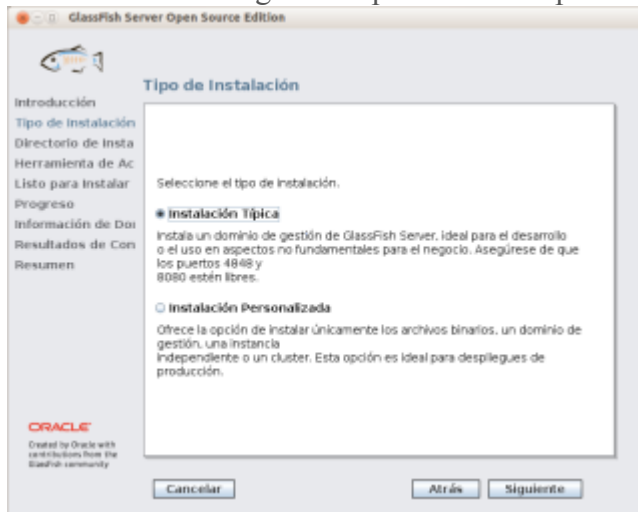 GlassFish Server Open Source Edition
Tipo de Instalación
Introducción
Tipo de Instalación
Directorio de Insta
Herramienta de Ac
Listo para Instalar
Progreso
Información de Dor
Resultados de Con
Resumen
Seleccione el tipo de instalación.
Instalación Típica
Instala un dominio de gestión de GlassFish Server, ideal para el desarrollo
o el uso en aspectos no fundamentales para el negocio. Asegúrese de que
los puertos 4848 y
8080 estén libres.
Instalación Personalizada
Ofrece la opción de instalar únicamente los archivos binarios, un dominio de
gestión, una instancia
independiente o un cluster. Esta opción es ideal para despliegues de
producción.
ORACLE
Created by Oracle with
contributions from the
GlassFish community
Cancelar
Atrás
Siguiente